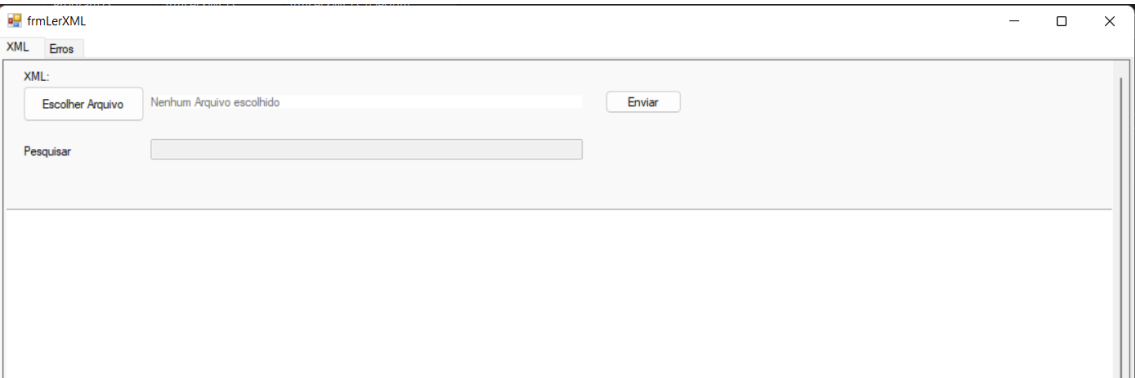 frmLerXML
XML Erros
XML:
Escolher Arquivo Nenhum Arquivo escolhido Enviar
Pesquisar